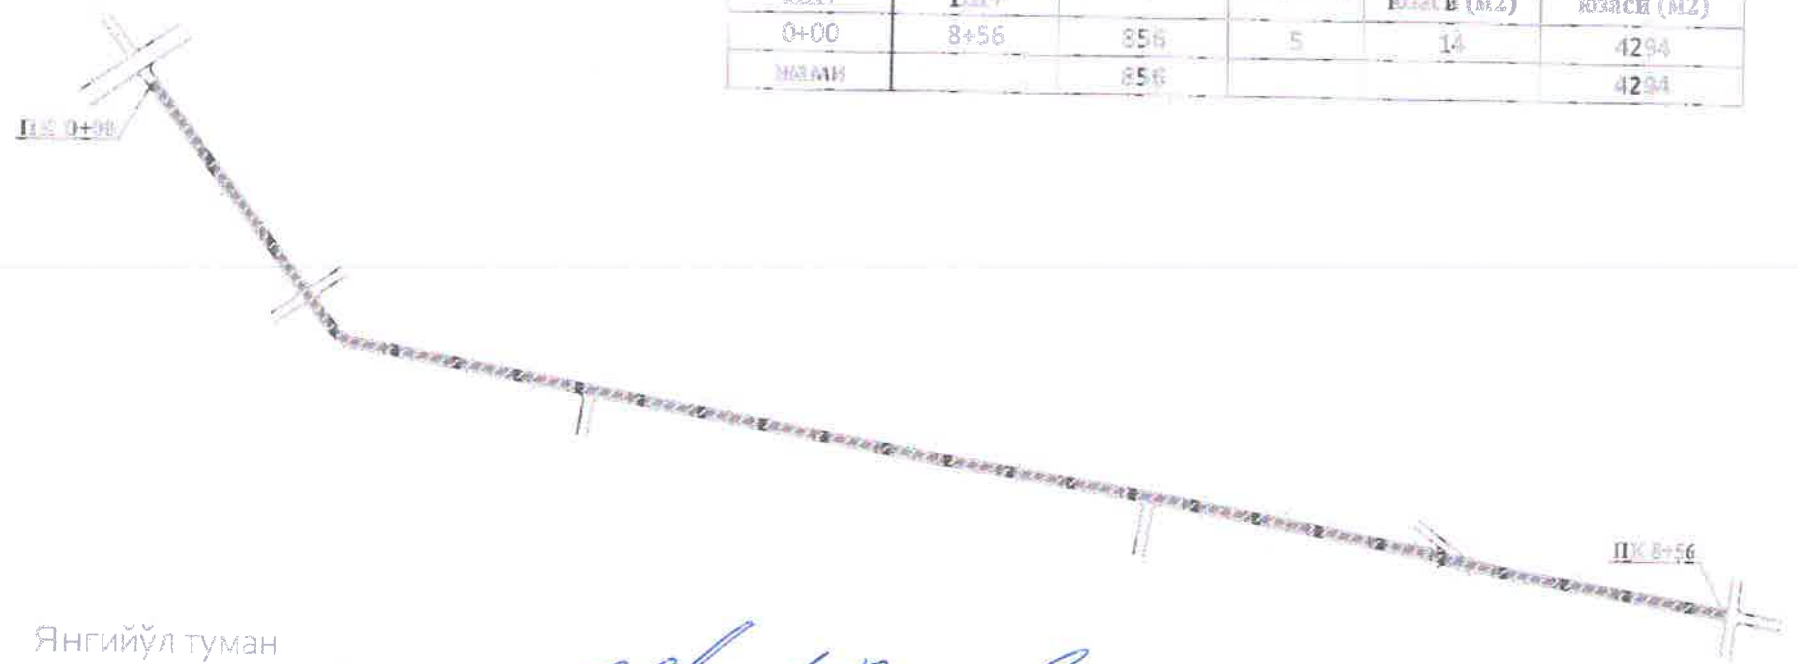 юзаси (м2) юзаси (м2)
0+00 8+56 856 5 14 4294
жами 856 4294
ПК 0+00
ПК 8+56
Янгийўл туман